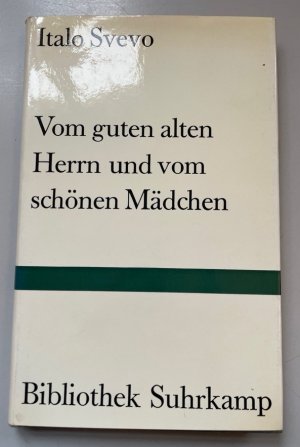 Italo Svevo
Vom guten alten
Herrn und vom
schönen Mädchen
Bibliothek Suhrkamp